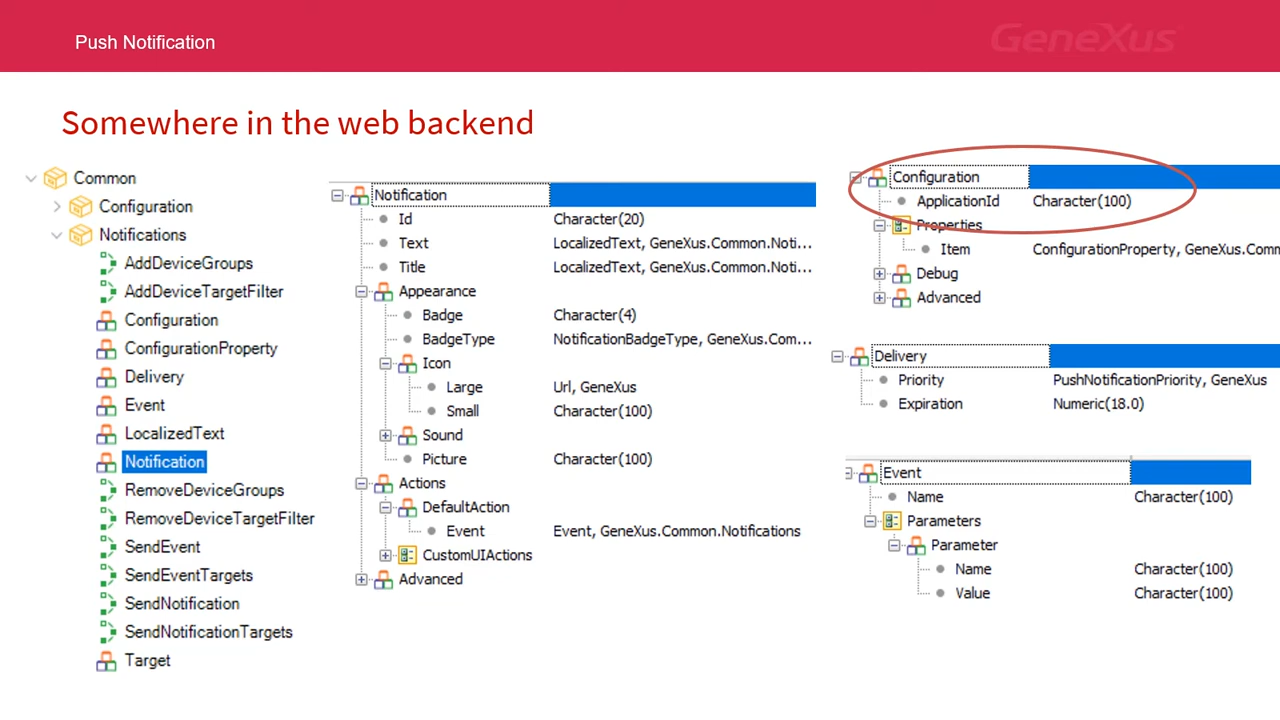 Push Notification
GeneXus
Somewhere in the web backend
Common
Configuration
Notifications
AddDeviceGroups
AddDeviceTargetFilter
Configuration
ConfigurationProperty
Delivery
Event
LocalizedText
Notification
RemoveDeviceGroups
RemoveDeviceTargetFilter
SendEvent
SendEventTargets
SendNotification
SendNotificationTargets
Target
Notification
Id Character(20)
Text LocalizedText, GeneXus.Common.Noti...
Title LocalizedText, GeneXus.Common.Noti...
Appearance
Badge Character(4)
BadgeType NotificationBadgeType, GeneXus.Com...
Icon
Large Url, GeneXus
Small Character(100)
Sound
Picture Character(100)
Actions
DefaultAction
Event Event, GeneXus.Common.Notifications
CustomUIActions
Advanced
Configuration
ApplicationId Character(100)
Properties
Item ConfigurationProperty, GeneXus.Comm
Debug
Advanced
Delivery
Priority PushNotificationPriority, GeneXus
Expiration Numeric(18.0)
Event
Name Character(100)
Parameters
Parameter
Name Character(100)
Value Character(100)